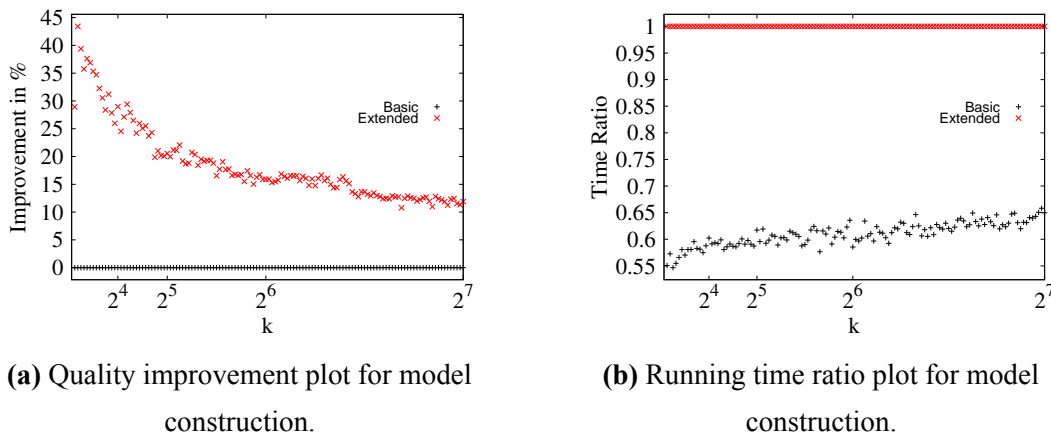 45
40
35
30
25
20
15
10
5
0
Improvement in %
Basic
Extended
2^4 2^5 2^6 2^7
k
(a) Quality improvement plot for model
construction.
1
0.95
0.9
0.85
0.8
0.75
0.7
0.65
0.6
0.55
Time Ratio
Basic
Extended
2^4 2^5 2^6 2^7
k
(b) Running time ratio plot for model
construction.